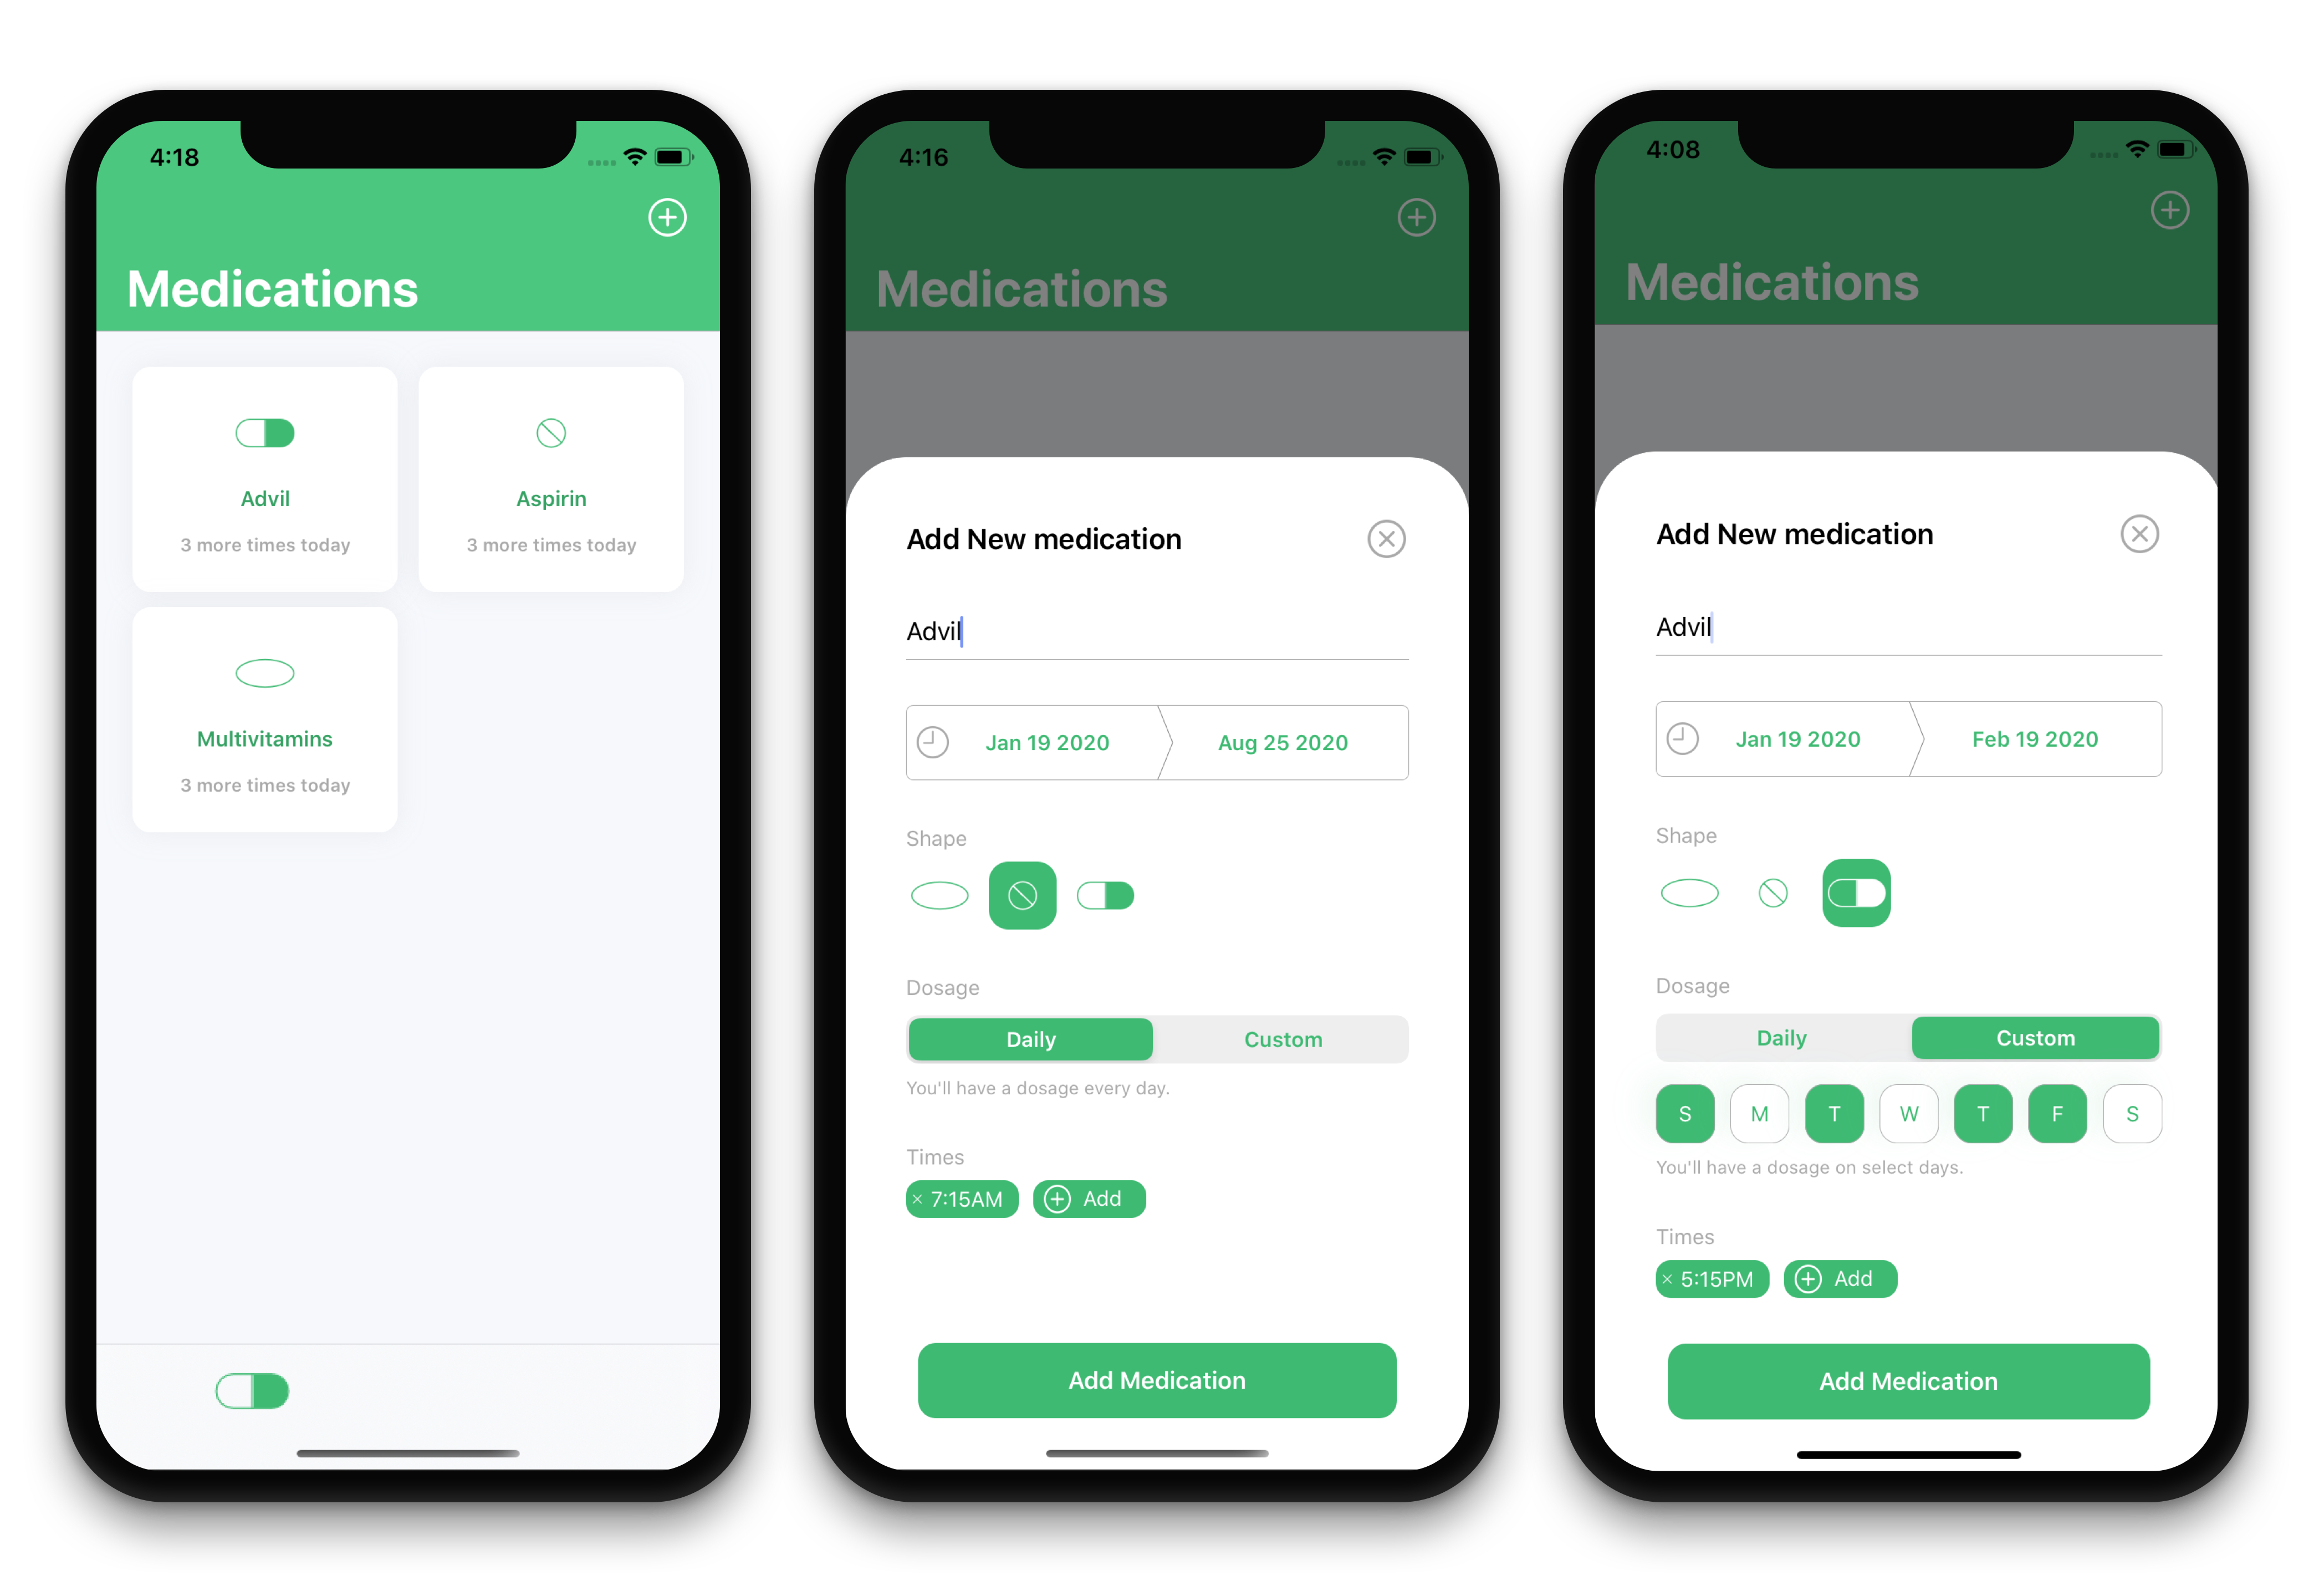 4:18
Medications
Advil
3 more times today
Aspirin
3 more times today
Multivitamins
3 more times today
4:16
Medications
Add New medication
Advil
Jan 19 2020
Aug 25 2020
Shape
Dosage
Daily
Custom
You'll have a dosage every day.
Times
× 7:15AM
Add
Add Medication
4:08
Medications
Add New medication
Advil
Jan 19 2020
Feb 19 2020
Shape
Dosage
Daily
Custom
S M T W T F S
You'll have a dosage on select days.
Times
× 5:15PM
Add
Add Medication